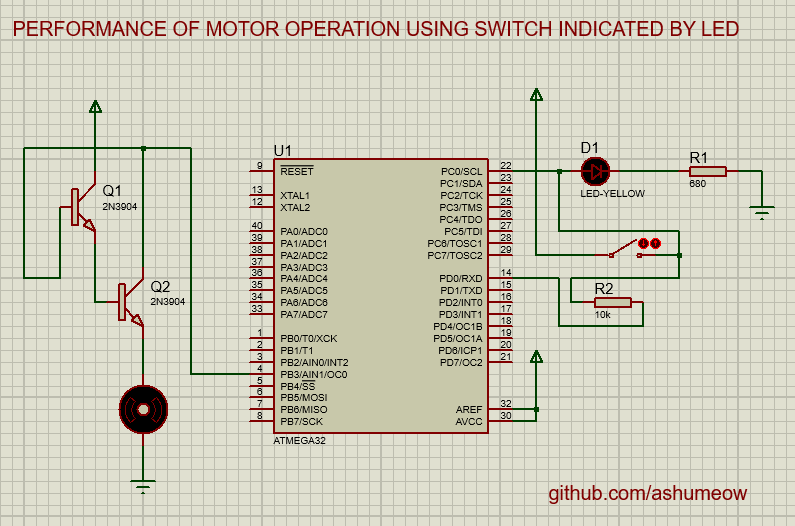 PERFORMANCE OF MOTOR OPERATION USING SWITCH INDICATED BY LED
Q1
2N3904
Q2
2N3904
U1
9 RESET
13 XTAL1
12 XTAL2
40 PA0/ADC0
39 PA1/ADC1
38 PA2/ADC2
37 PA3/ADC3
36 PA4/ADC4
35 PA5/ADC5
34 PA6/ADC6
33 PA7/ADC7
1 PB0/T0/XCK
2 PB1/T1
3 PB2/AIN0/INT2
4 PB3/AIN1/OC0
5 PB4/SS
6 PB5/MOSI
7 PB6/MISO
8 PB7/SCK
PC0/SCL 22
PC1/SDA 23
PC2/TCK 24
PC3/TMS 25
PC4/TDO 26
PC5/TDI 27
PC6/TOSC1 28
PC7/TOSC2 29
PD0/RXD 14
PD1/TXD 15
PD2/INT0 16
PD3/INT1 17
PD4/OC1B 18
PD5/OC1A 19
PD6/ICP1 20
PD7/OC2 21
AREF 32
AVCC 30
ATMEGA32
D1
LED-YELLOW
R1
680
R2
10k
github.com/ashumeow